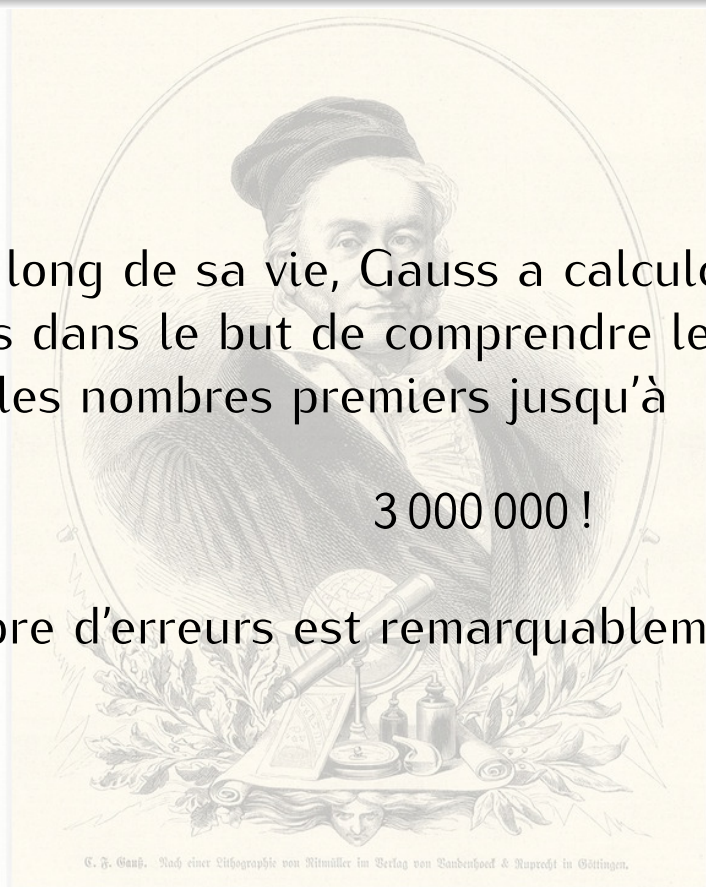 long de sa vie, Gauss a calcul
s dans le but de comprendre le
les nombres premiers jusqu'à
3 000 000 !
bre d'erreurs est remarquablem
C. F. Gauß. Nach einer Lithographie von Ritmüller im Verlag von Vandenhoeck & Ruprecht in Göttingen.